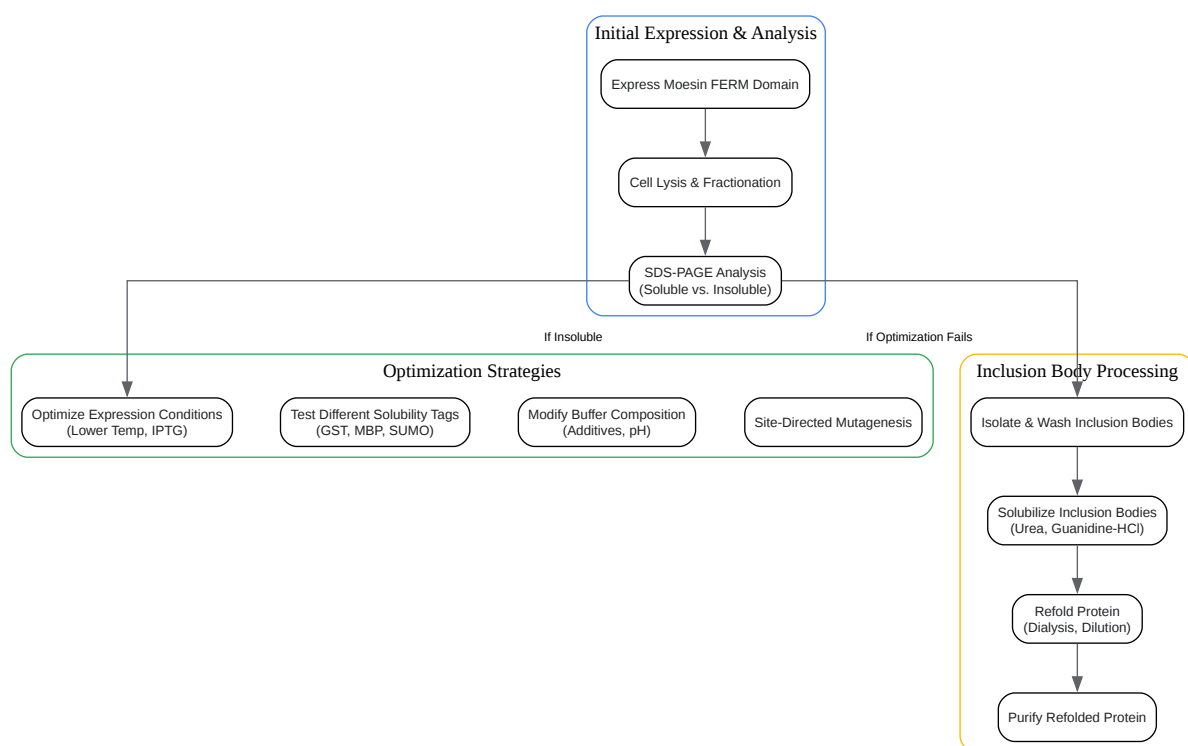 Initial Expression & Analysis
Express Moesin FERM Domain
Cell Lysis & Fractionation
SDS-PAGE Analysis
(Soluble vs. Insoluble)
If Insoluble
If Optimization Fails
Optimization Strategies
Optimize Expression Conditions
(Lower Temp, IPTG)
Test Different Solubility Tags
(GST, MBP, SUMO)
Modify Buffer Composition
(Additives, pH)
Site-Directed Mutagenesis
Inclusion Body Processing
Isolate & Wash Inclusion Bodies
Solubilize Inclusion Bodies
(Urea, Guanidine-HCl)
Refold Protein
(Dialysis, Dilution)
Purify Refolded Protein